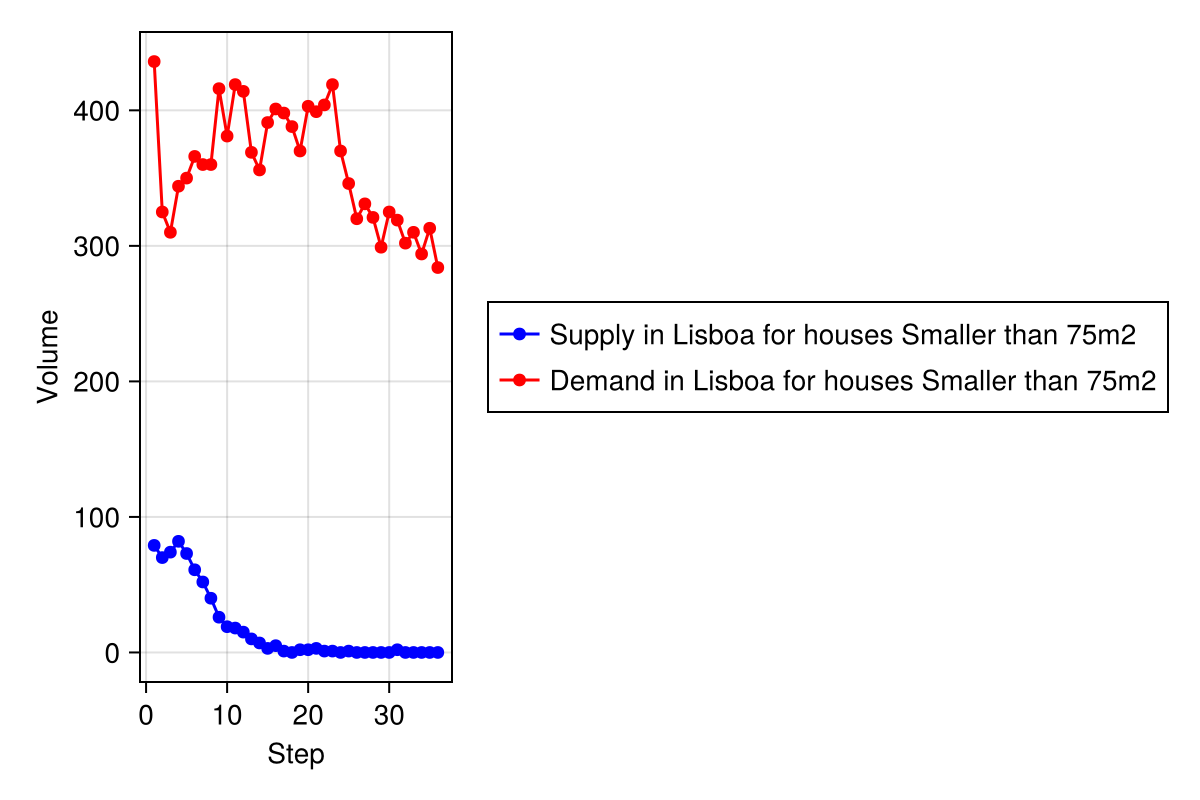 400
300
200
100
0
Volume
0 10 20 30
Step
Supply in Lisboa for houses Smaller than 75m2
Demand in Lisboa for houses Smaller than 75m2